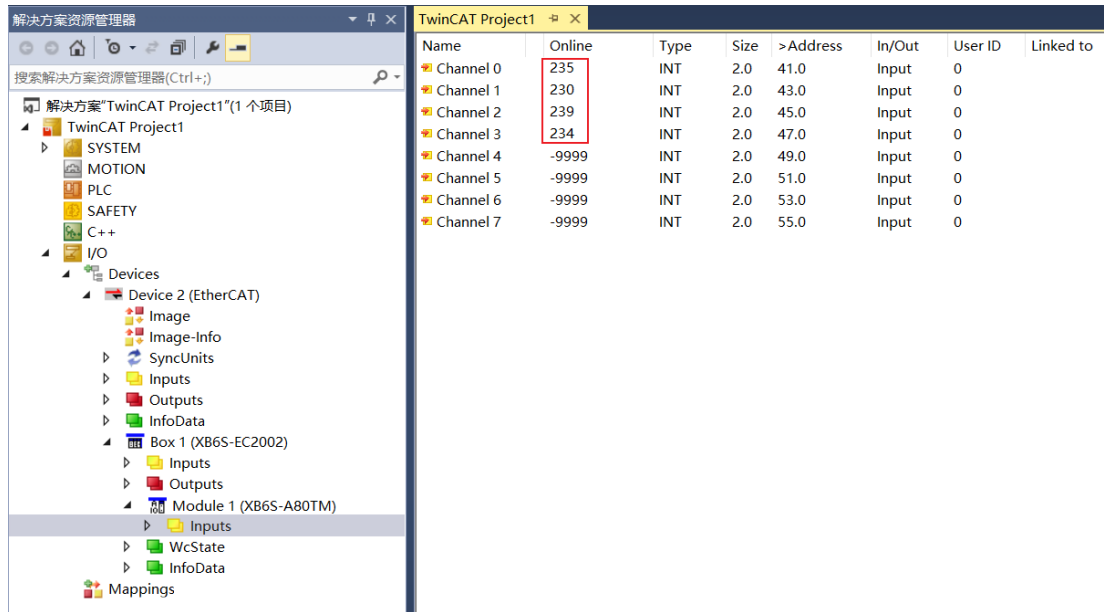 解决方案资源管理器
搜索解决方案资源管理器(Ctrl+;)
解决方案"TwinCAT Project1"(1 个项目)
TwinCAT Project1
SYSTEM
MOTION
PLC
SAFETY
C++
I/O
Devices
Device 2 (EtherCAT)
Image
Image-Info
SyncUnits
Inputs
Outputs
InfoData
Box 1 (XB6S-EC2002)
Inputs
Outputs
Module 1 (XB6S-A80TM)
Inputs
WcState
InfoData
Mappings
TwinCAT Project1
Name Online Type Size >Address In/Out User ID Linked to
Channel 0 235 INT 2.0 41.0 Input 0
Channel 1 230 INT 2.0 43.0 Input 0
Channel 2 239 INT 2.0 45.0 Input 0
Channel 3 234 INT 2.0 47.0 Input 0
Channel 4 -9999 INT 2.0 49.0 Input 0
Channel 5 -9999 INT 2.0 51.0 Input 0
Channel 6 -9999 INT 2.0 53.0 Input 0
Channel 7 -9999 INT 2.0 55.0 Input 0